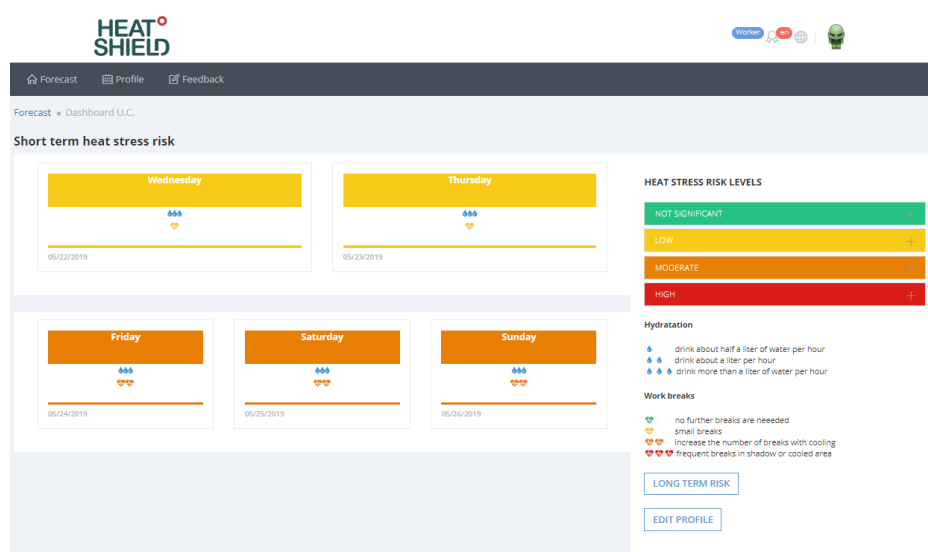 HEAT
SHIELD
Worker
en
Forecast Profile Feedback
Forecast • Dashboard U.C.
Short term heat stress risk
Wednesday
05/22/2019
Thursday
05/23/2019
Friday
05/24/2019
Saturday
05/25/2019
Sunday
05/26/2019
HEAT STRESS RISK LEVELS
NOT SIGNIFICANT +
LOW +
MODERATE +
HIGH +
Hydratation
drink about half a liter of water per hour
drink about a liter per hour
drink more than a liter of water per hour
Work breaks
no further breaks are neeeded
small breaks
increase the number of breaks with cooling
frequent breaks in shadow or cooled area
LONG TERM RISK
EDIT PROFILE